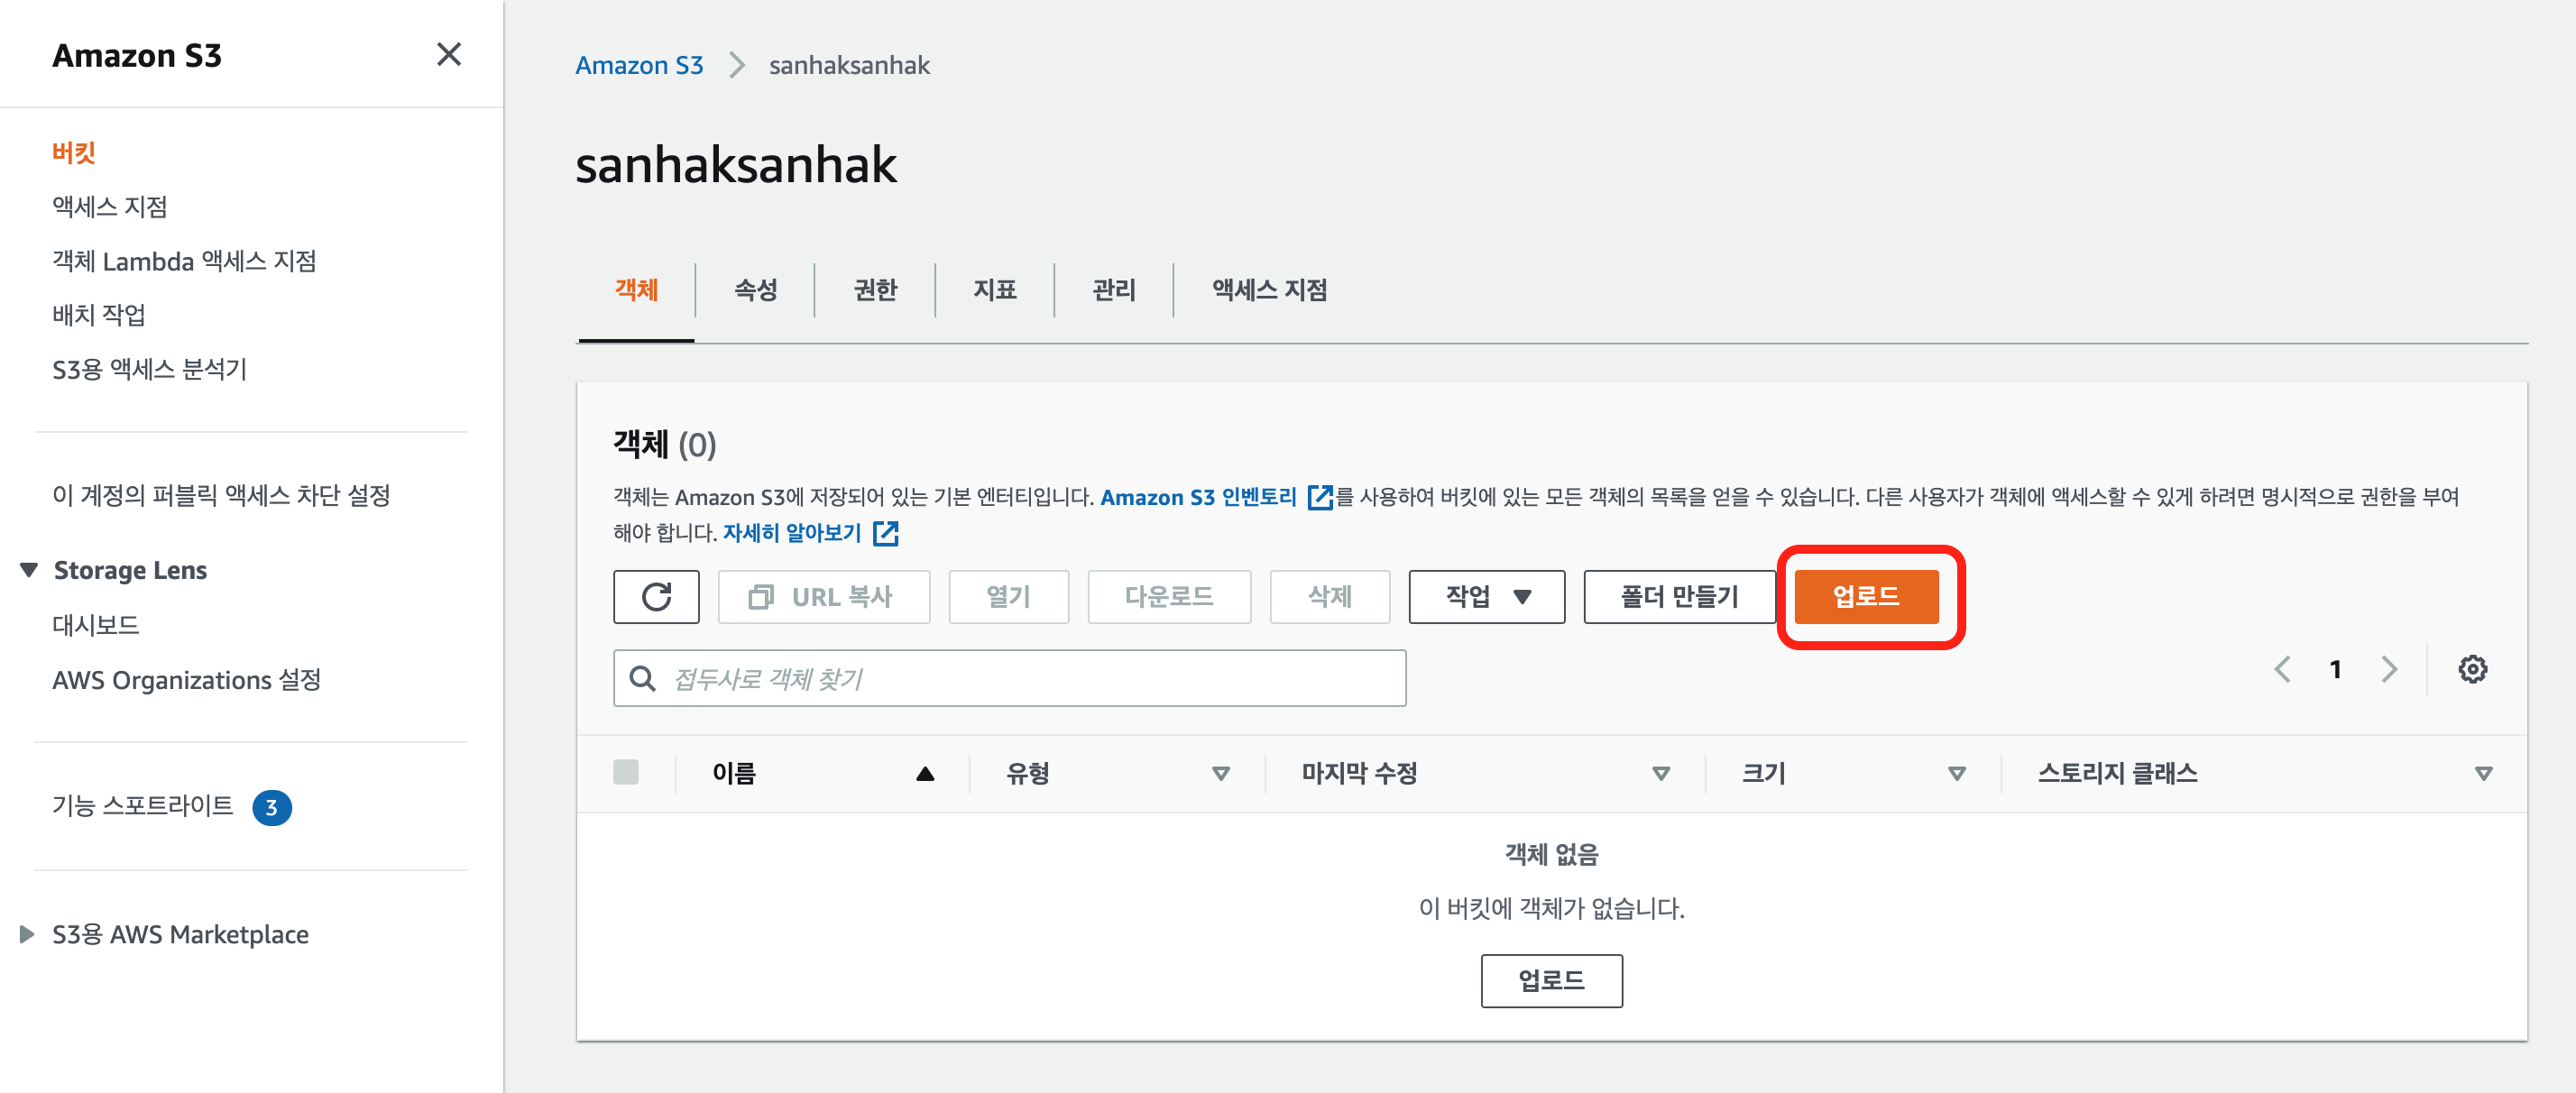 Amazon S3
버킷
액세스 지점
객체 Lambda 액세스 지점
배치 작업
S3용 액세스 분석기
이 계정의 퍼블릭 액세스 차단 설정
Storage Lens
대시보드
AWS Organizations 설정
기능 스포트라이트 3
S3용 AWS Marketplace
Amazon S3 sanhaksanhak
sanhaksanhak
객체 속성 권한 지표 관리 액세스 지점
객체 (0)
객체는 Amazon S3에 저장되어 있는 기본 엔터티입니다. Amazon S3 인벤토리 를 사용하여 버킷에 있는 모든 객체의 목록을 얻을 수 있습니다. 다른 사용자가 객체에 액세스할 수 있게 하려면 명시적으로 권한을 부여
해야 합니다. 자세히 알아보기
URL 복사 열기 다운로드 삭제 작업 폴더 만들기 업로드
접두사로 객체 찾기 1
이름 유형 마지막 수정 크기 스토리지 클래스
객체 없음
이 버킷에 객체가 없습니다.
업로드